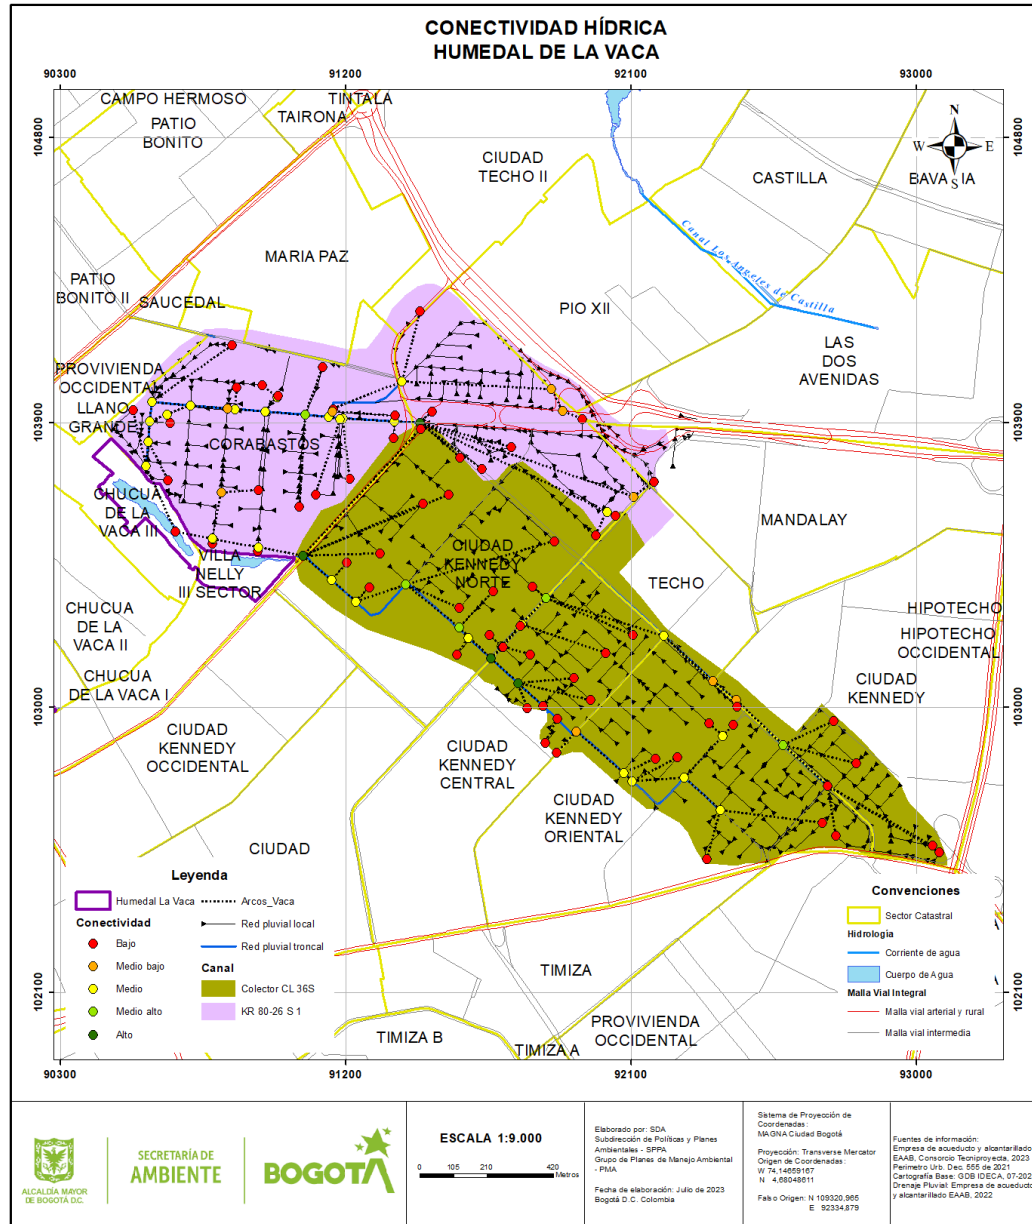 CONECTIVIDAD HÍDRICA
HUMEDAL DE LA VACA
90300
91200
92100
93000
104800
104800
103900
103900
103000
103000
102100
102100
N
W
E
S
CAMPO HERMOSO
TINTALA
TAIRONA
PATIO
BONITO
CIUDAD
TECHO II
CASTILLA
BAVA IA
Canal Los Angeles de Castilla
MARIA PAZ
PATIO
BONITO II
SAUCEDAL
PIO XII
LAS
DOS
AVENIDAS
PROVIVIENDA
OCCIDENTAL
LLANO
GRANDE
CORABASTOS
CHUCUA
DE LA
VACA III
MANDALAY
VILLA
NELLY
III SECTOR
CIUDAD
KENNEDY
NORTE
TECHO
CHUCUA
DE LA
VACA II
HIPOTECHO
HIPOTECHO
OCCIDENTAL
CHUCUA
DE LA VACA I
CIUDAD
KENNEDY
CIUDAD
KENNEDY
OCCIDENTAL
CIUDAD
KENNEDY
CENTRAL
CIUDAD
KENNEDY
ORIENTAL
CIUDAD
TIMIZA
PROVIVIENDA
OCCIDENTAL
TIMIZA B
TIMIZA A
Leyenda
Humedal La Vaca
Conectividad
Bajo
Medio bajo
Medio
Medio alto
Alto
Arcos_Vaca
Red pluvial local
Red pluvial troncal
Canal
Colector CL 36S
KR 80-26 S 1
Convenciones
Sector Catastral
Hidrología
Corriente de agua
Cuerpo de Agua
Malla Vial Integral
Malla vial arterial y rural
Malla vial intermedia
90300
91200
92100
93000
ALCALDÍA MAYOR
DE BOGOTÁ D.C.
SECRETARÍA DE
AMBIENTE
BOGOTÁ
ESCALA 1:9.000
0 105 210 420
Metros
Elaborado por: SDA
Subdirección de Políticas y Planes
Ambientales - SPPA
Grupo de Planes de Manejo Ambiental
- PMA
Fecha de elaboración: Julio de 2023
Bogotá D.C. Colombia
Sistema de Proyección de
Coordenadas:
MAGNA Ciudad Bogotá
Proyección: Transverse Mercator
Origen de Coordenadas:
W 74,14659167
N 4,68048611
Falso Origen: N 109320,965
E 92334,879
Fuentes de información:
Empresa de acueducto y alcantarillado
EAAB, Consorcio Tecniproyecta, 2023
Perimetro Urb. Dec. 555 de 2021
Cartografía Base: GDB IDECA, 07-202
Drenaje Pluvial: Empresa de acueducto
y alcantarillado EAAB, 2022